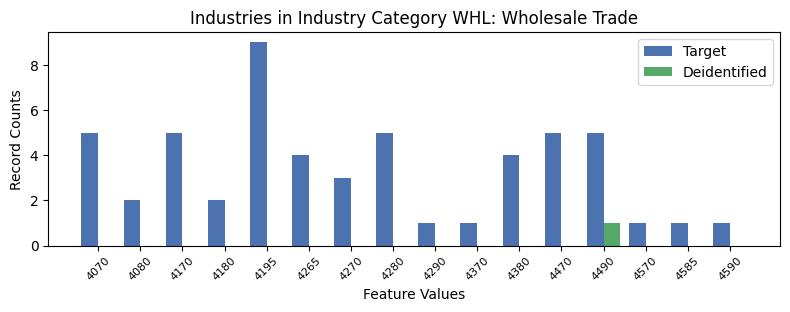 Industries in Industry Category WHL: Wholesale Trade
Target
Deidentified
Record Counts
8
6
4
2
0
4070 4080 4170 4180 4195 4265 4270 4280 4290 4370 4380 4470 4490 4570 4585 4590
Feature Values